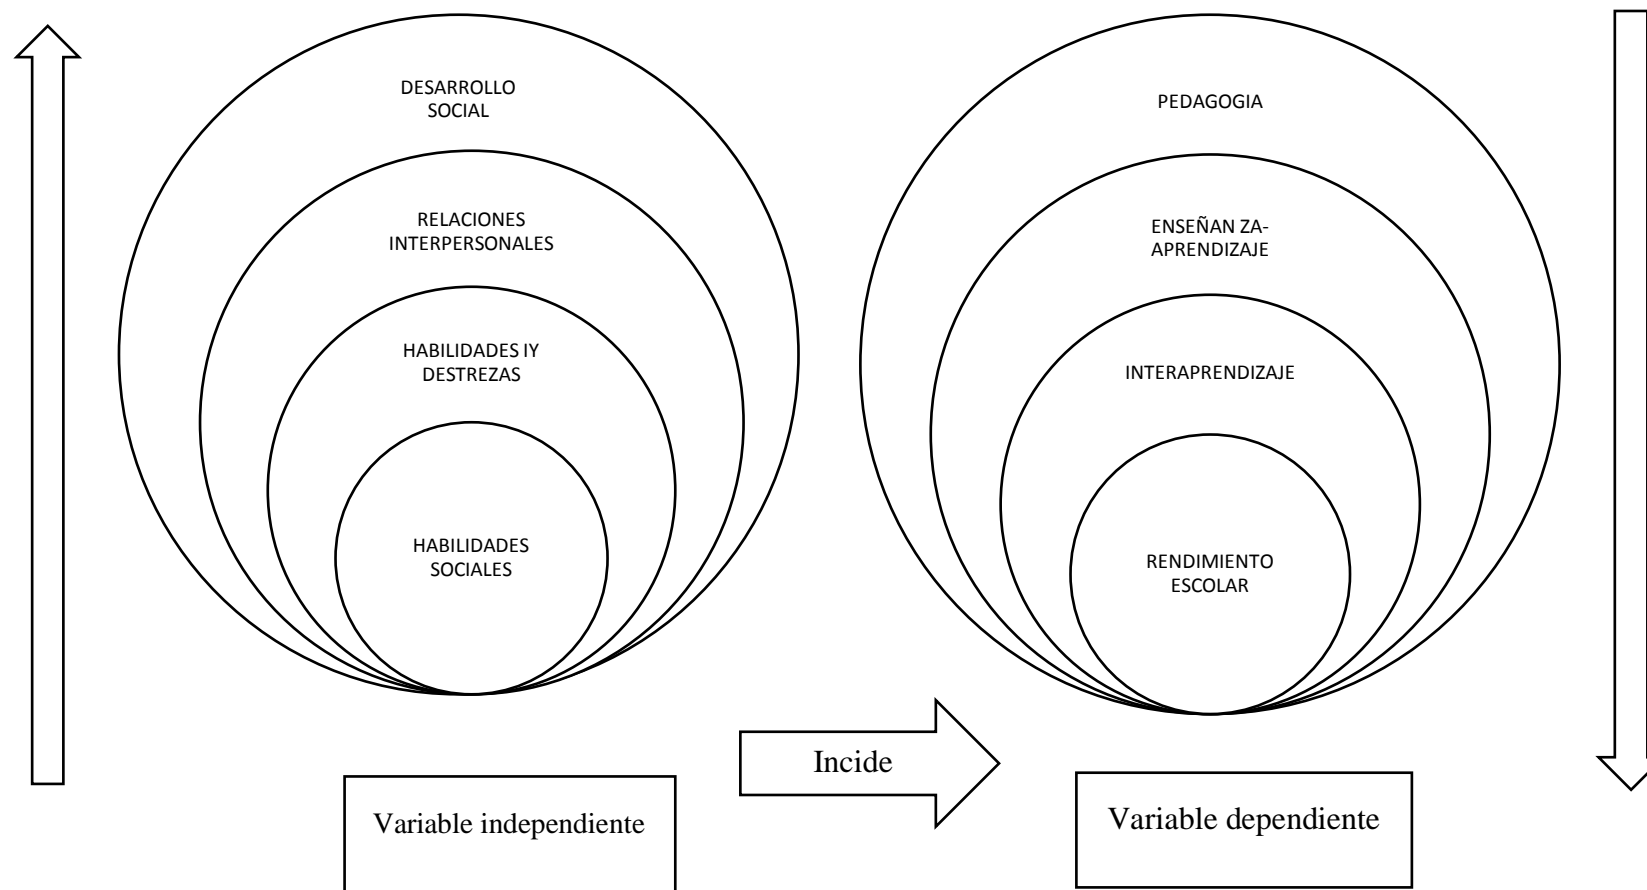 DESARROLLO
SOCIAL
RELACIONES
INTERPERSONALES
HABILIDADES IY
DESTREZAS
HABILIDADES
SOCIALES
PEDAGOGIA
ENSEÑAN ZA-
APRENDIZAJE
INTERAPRENDIZAJE
RENDIMIENTO
ESCOLAR
Incide
Variable independiente
Variable dependiente